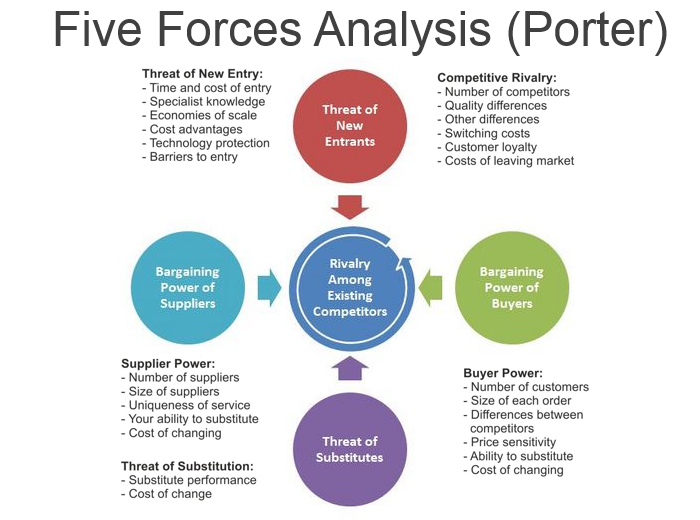 Five Forces Analysis (Porter)
Threat of New Entry:
- Time and cost of entry
- Specialist knowledge
- Economies of scale
- Cost advantages
- Technology protection
- Barriers to entry
Threat of
New
Entrants
Competitive Rivalry:
- Number of competitors
- Quality differences
- Other differences
- Switching costs
- Customer loyalty
- Costs of leaving market
Bargaining
Power of
Suppliers
Rivalry
Among
Existing
Competitors
Bargaining
Power of
Buyers
Supplier Power:
- Number of suppliers
- Size of suppliers
- Uniqueness of service
- Your ability to substitute
- Cost of changing
Threat of Substitution:
- Substitute performance
- Cost of change
Threat of
Substitutes
Buyer Power:
- Number of customers
- Size of each order
- Differences between
competitors
- Price sensitivity
- Ability to substitute
- Cost of changing